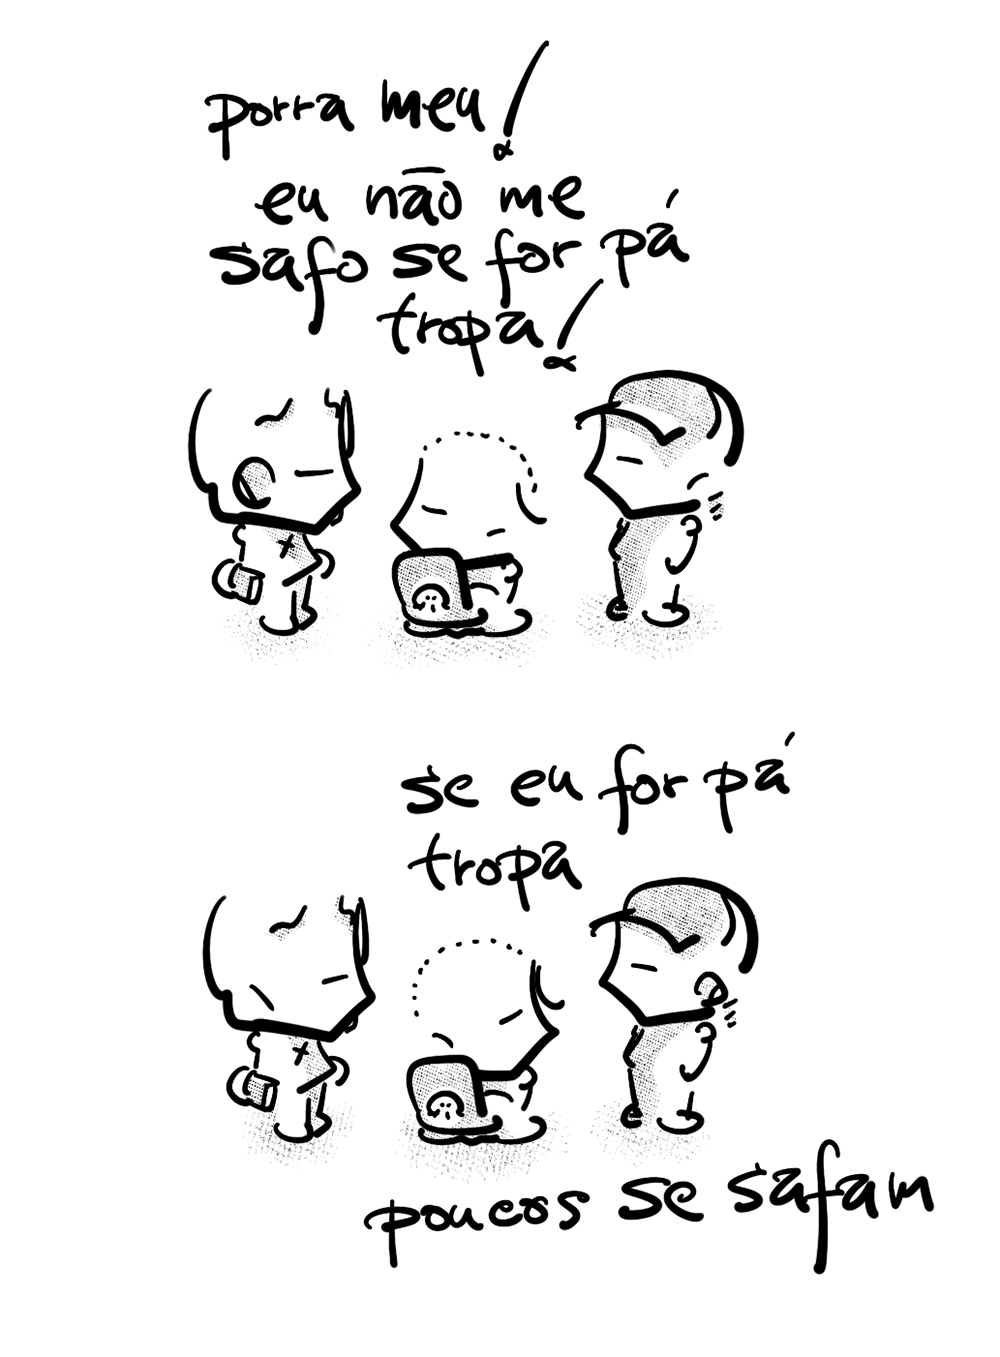 porra meu!
eu não me
safo se for pá
tropa!
se eu for pá
tropa
poucos se safam